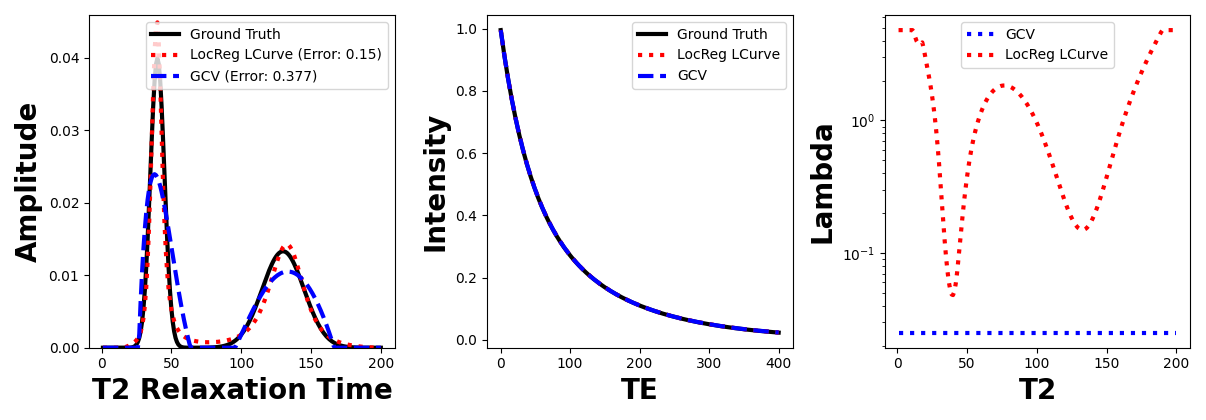 Amplitude
0.00
0.01
0.02
0.03
0.04
0
50
100
150
200
T2 Relaxation Time
Ground Truth
LocReg LCurve (Error: 0.15)
GCV (Error: 0.377)
Intensity
0.0
0.2
0.4
0.6
0.8
1.0
0
100
200
300
400
TE
Ground Truth
LocReg LCurve
GCV
Lambda
10⁰
10⁻¹
0
50
100
150
200
T2
GCV
LocReg LCurve